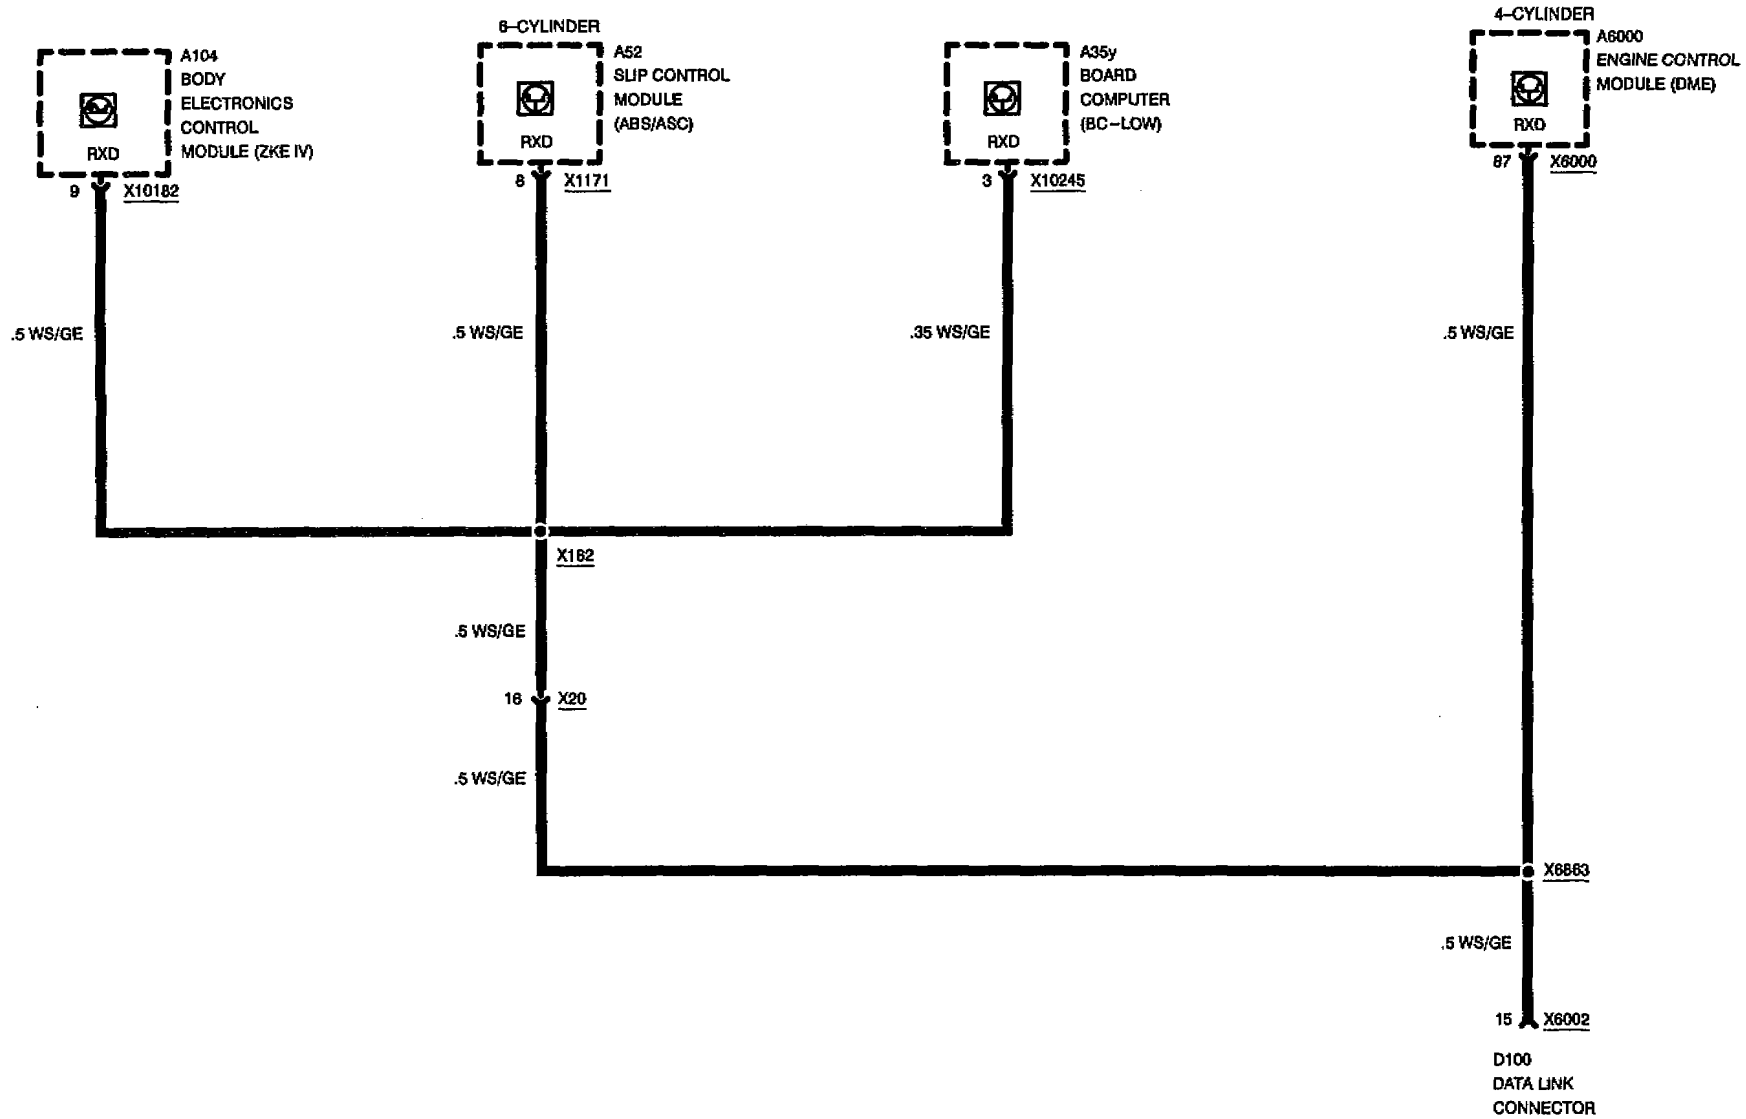 A104
BODY
ELECTRONICS
CONTROL
MODULE (ZKE IV)
RXD
9
X10182
6–CYLINDER
A52
SLIP CONTROL
MODULE
(ABS/ASC)
RXD
8
X1171
A35y
BOARD
COMPUTER
(BC–LOW)
RXD
3
X10245
4–CYLINDER
A6000
ENGINE CONTROL
MODULE (DME)
RXD
87
X6000
.5 WS/GE
.5 WS/GE
.35 WS/GE
.5 WS/GE
X182
.5 WS/GE
16
X20
.5 WS/GE
X6863
.5 WS/GE
15
X6002
D100
DATA LINK
CONNECTOR